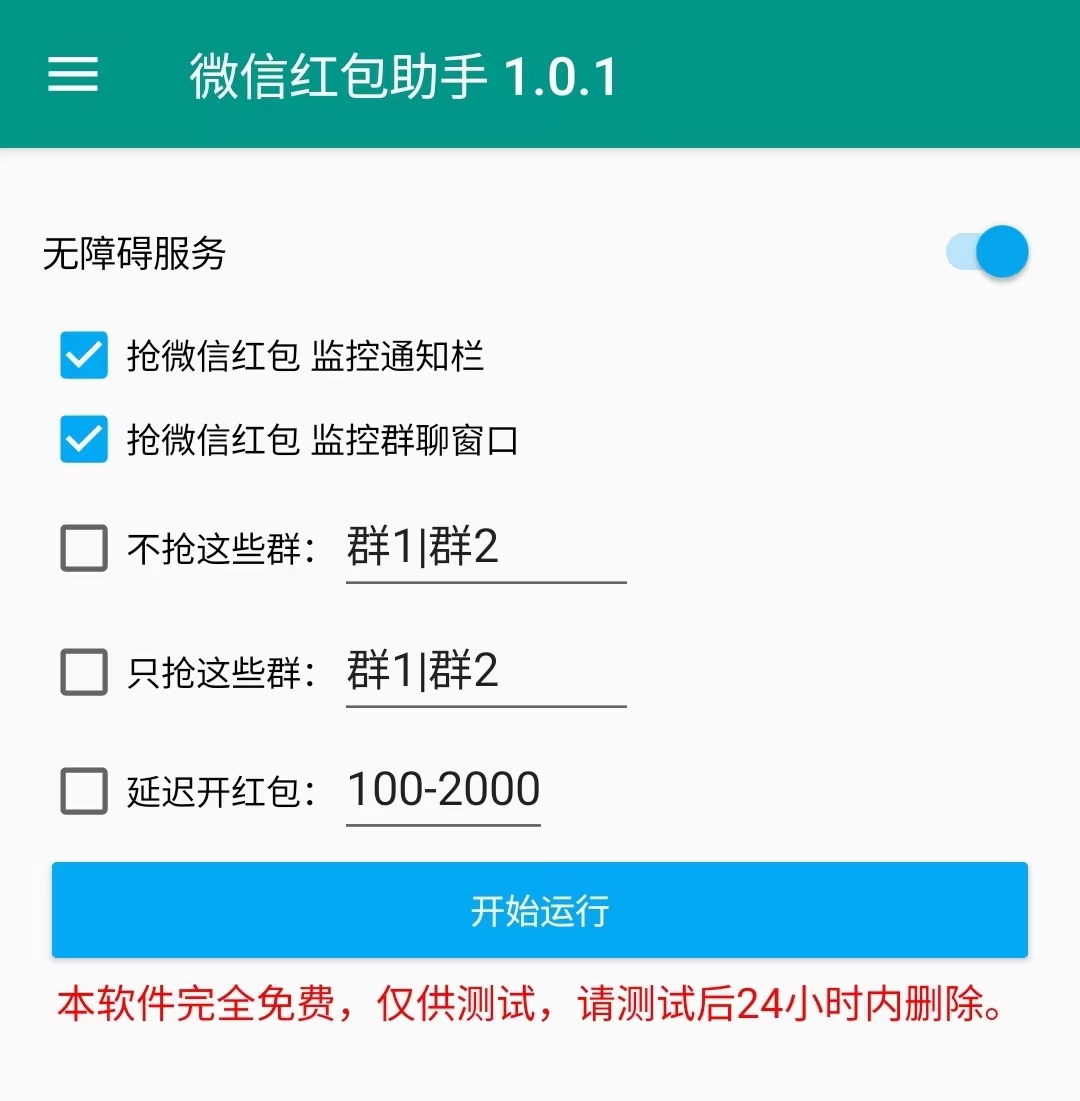 微信红包助手 1.0.1
无障碍服务
抢微信红包 监控通知栏
抢微信红包 监控群聊窗口
不抢这些群： 群1|群2
只抢这些群： 群1|群2
延迟开红包： 100-2000
开始运行
本软件完全免费，仅供测试，请测试后24小时内删除。